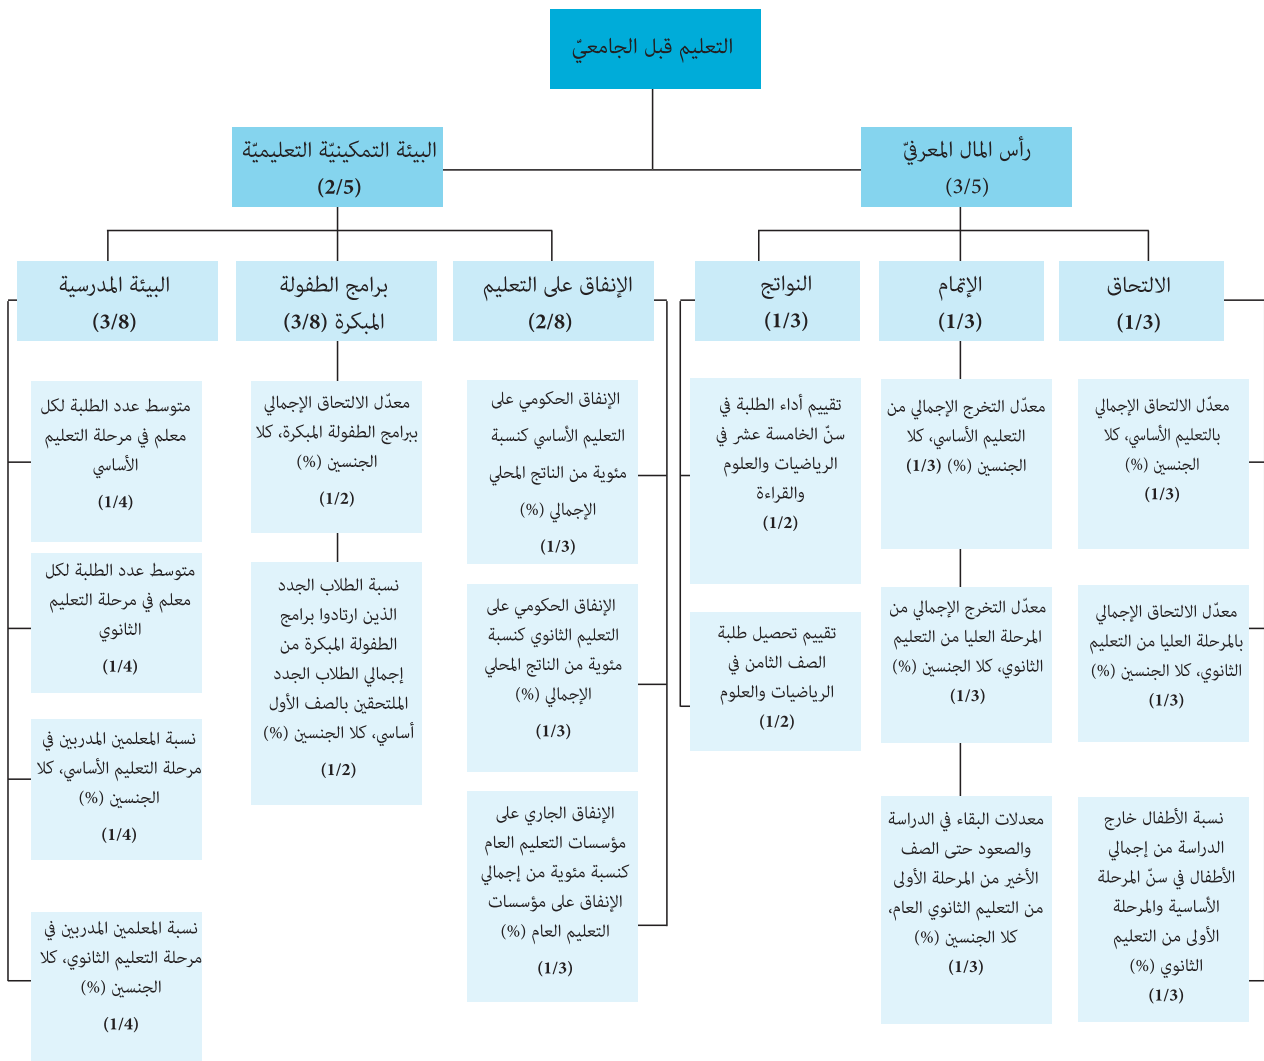 التعليم قبل الجامعيّ
رأس المال المعرفيّ
(3/5)
البيئة التمكينيّة التعليميّة
(2/5)
الالتحاق
(1/3)
معدّل الالتحاق الإجمالي
بالتعليم الأساسي، كلا
الجنسين (%)
(1/3)
معدّل الالتحاق الإجمالي
بالمرحلة العليا من التعليم
الثانوي، كلا الجنسين (%)
(1/3)
نسبة الأطفال خارج
الدراسة من إجمالي
الأطفال في سنّ المرحلة
الأساسية والمرحلة
الأولى من التعليم
الثانوي (%)
(1/3)
الإتمام
(1/3)
معدّل التخرج الإجمالي من
التعليم الأساسي، كلا
الجنسين (%) (1/3)
معدّل التخرج الإجمالي من
المرحلة العليا من التعليم
الثانوي، كلا الجنسين (%)
(1/3)
معدلات البقاء في الدراسة
والصعود حتى الصف
الأخير من المرحلة الأولى
من التعليم الثانوي العام،
كلا الجنسين (%)
(1/3)
النواتج
(1/3)
تقييم أداء الطلبة في
سنّ الخامسة عشر في
الرياضيات والعلوم
والقراءة
(1/2)
تقييم تحصيل طلبة
الصف الثامن في
الرياضيات والعلوم
(1/2)
الإنفاق على التعليم
(2/8)
الإنفاق الحكومي على
التعليم الأساسي كنسبة
مئوية من الناتج المحلي
الإجمالي (%)
(1/3)
الإنفاق الحكومي على
التعليم الثانوي كنسبة
مئوية من الناتج المحلي
الإجمالي (%)
(1/3)
الإنفاق الجاري على
مؤسسات التعليم العام
كنسبة مئوية من إجمالي
الإنفاق على مؤسسات
التعليم العام (%)
(1/3)
برامج الطفولة
المبكرة (3/8)
معدّل الالتحاق الإجمالي
ببرامج الطفولة المبكرة، كلا
الجنسين (%)
(1/2)
نسبة الطلاب الجدد
الذين ارتادوا برامج
الطفولة المبكرة من
إجمالي الطلاب الجدد
الملتحقين بالصف الأول
أساسي، كلا الجنسين (%)
(1/2)
البيئة المدرسية
(3/8)
متوسط عدد الطلبة لكل
معلم في مرحلة التعليم
الأساسي
(1/4)
متوسط عدد الطلبة لكل
معلم في مرحلة التعليم
الثانوي
(1/4)
نسبة المعلمين المدربين في
مرحلة التعليم الأساسي، كلا
الجنسين (%)
(1/4)
نسبة المعلمين المدربين في
مرحلة التعليم الثانوي، كلا
الجنسين (%)
(1/4)